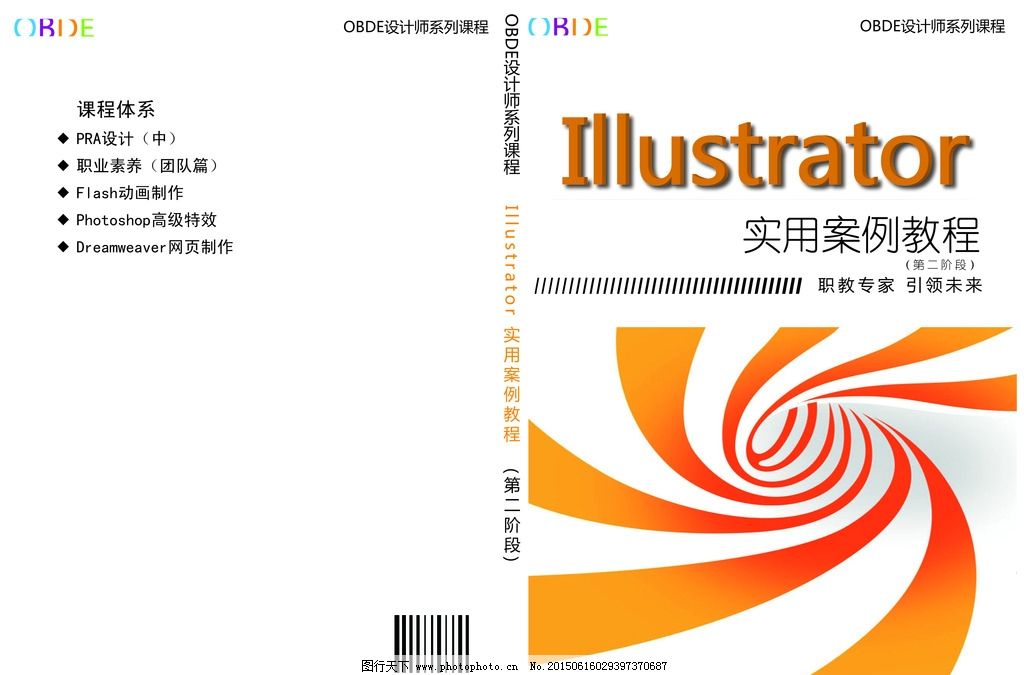 OBDE
OBDE设计师系列课程
课程体系
◆ PRA设计（中）
◆ 职业素养（团队篇）
◆ Flash动画制作
◆ Photoshop高级特效
◆ Dreamweaver网页制作
OBDE设计师系列课程
Illustrator 实用案例教程
（第二阶段）
OBDE
OBDE设计师系列课程
Illustrator
实用案例教程
（第二阶段）
职教专家 引领未来
图行天下 www.photophoto.cn No.20150616029397370687